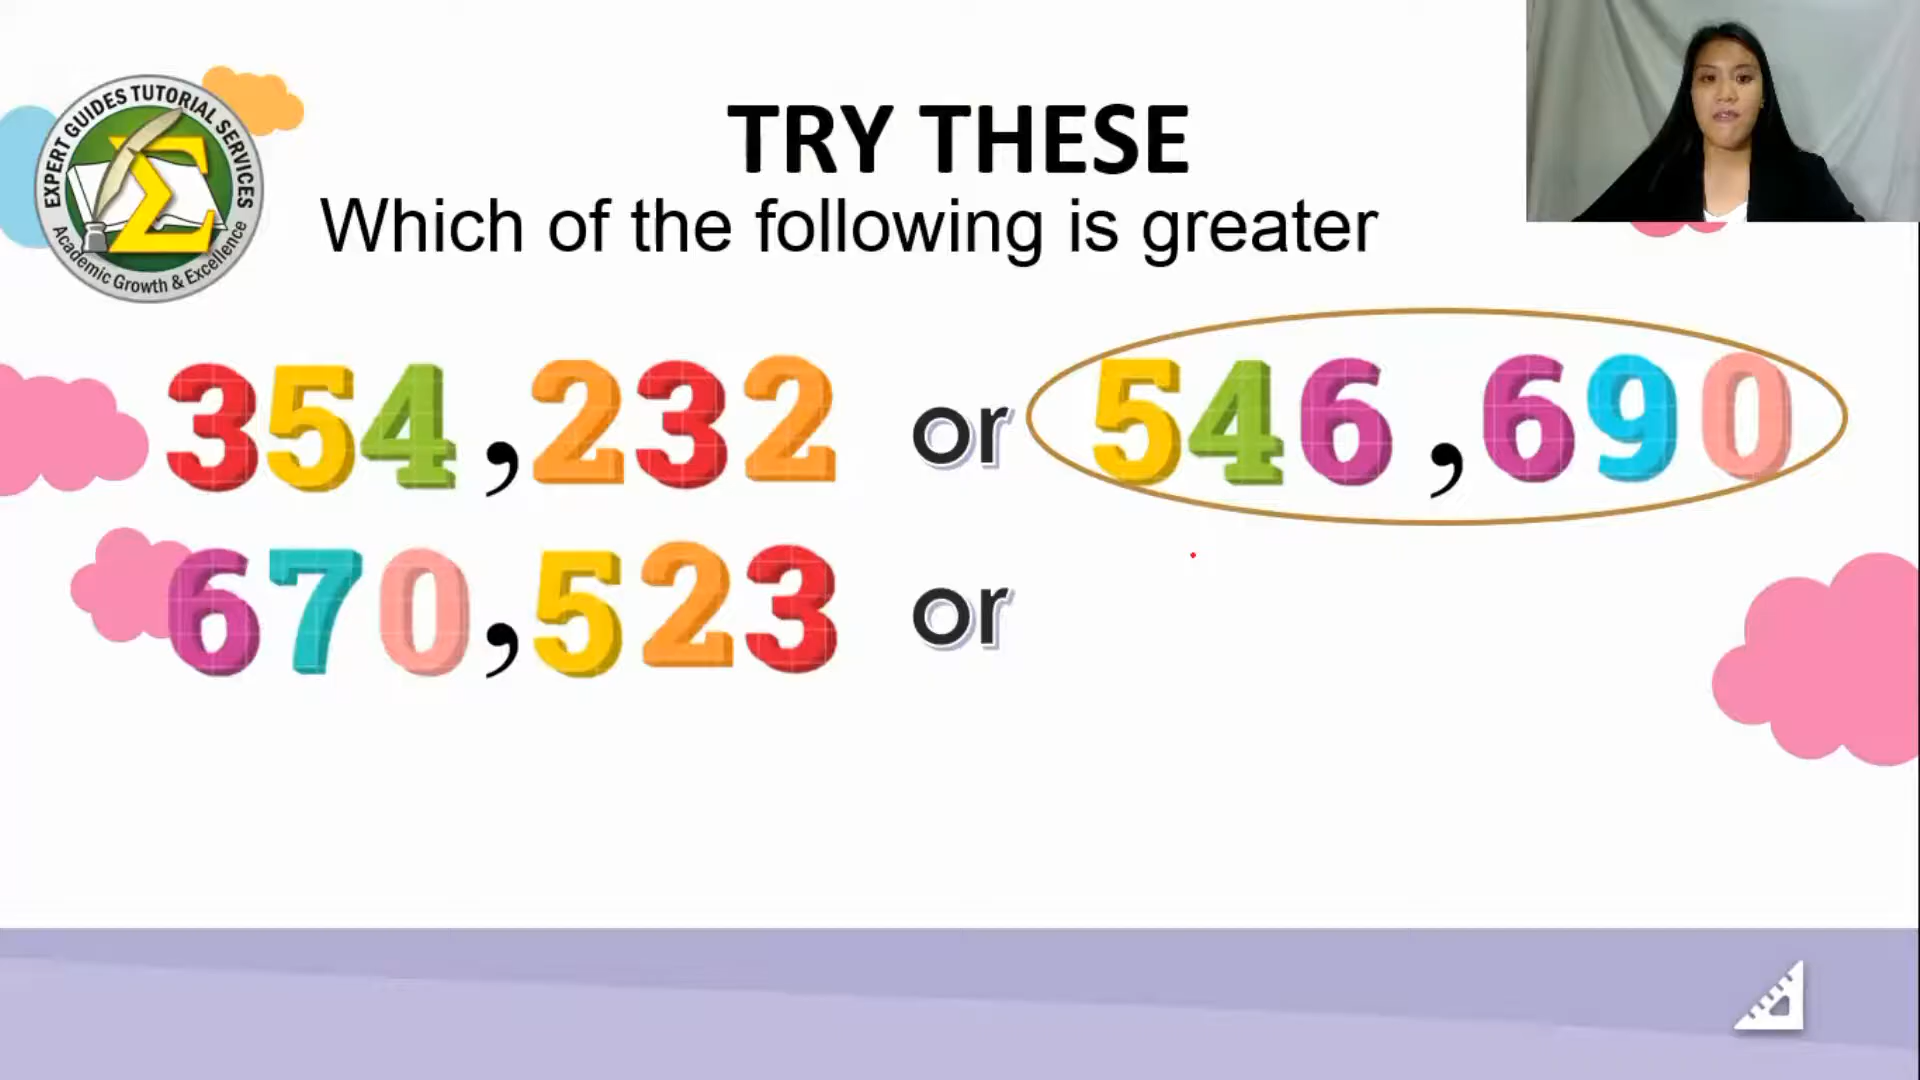 EXPERT GUIDES TUTORIAL SERVICES
Academic Growth & Excellence
TRY THESE
Which of the following is greater
354,232 or 546,690
670,523 or